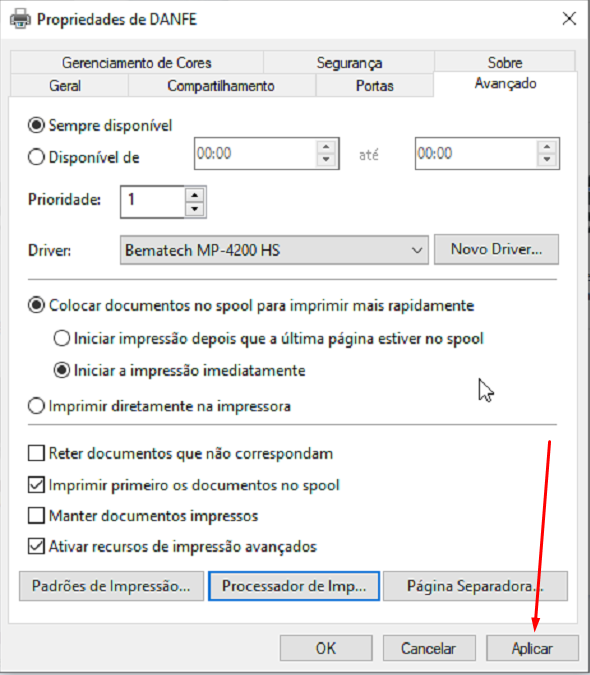 Propriedades de DANFE
Gerenciamento de Cores Segurança Sobre
Geral Compartilhamento Portas Avançado
Sempre disponível
Disponível de 00:00 até 00:00
Prioridade: 1
Driver: Bematech MP-4200 HS Novo Driver...
Colocar documentos no spool para imprimir mais rapidamente
Iniciar impressão depois que a última página estiver no spool
Iniciar a impressão imediatamente
Imprimir diretamente na impressora
Reter documentos que não correspondam
Imprimir primeiro os documentos no spool
Manter documentos impressos
Ativar recursos de impressão avançados
Padrões de Impressão... Processador de Imp... Página Separadora...
OK Cancelar Aplicar